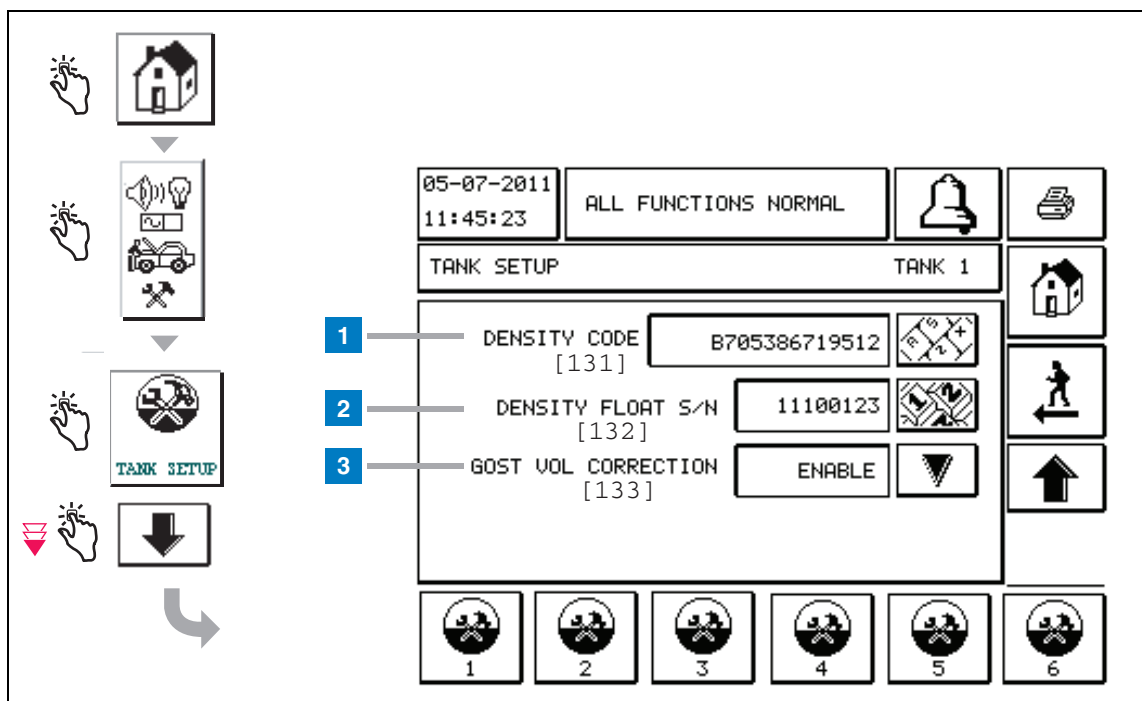 TANK SETUP
05-07-2011
11:45:23
ALL FUNCTIONS NORMAL
TANK SETUP TANK 1
1 DENSITY CODE B705386719512
[131]
2 DENSITY FLOAT S/N 11100123
[132]
3 GOST VOL CORRECTION ENABLE
[133]
1 2 3 4 5 6